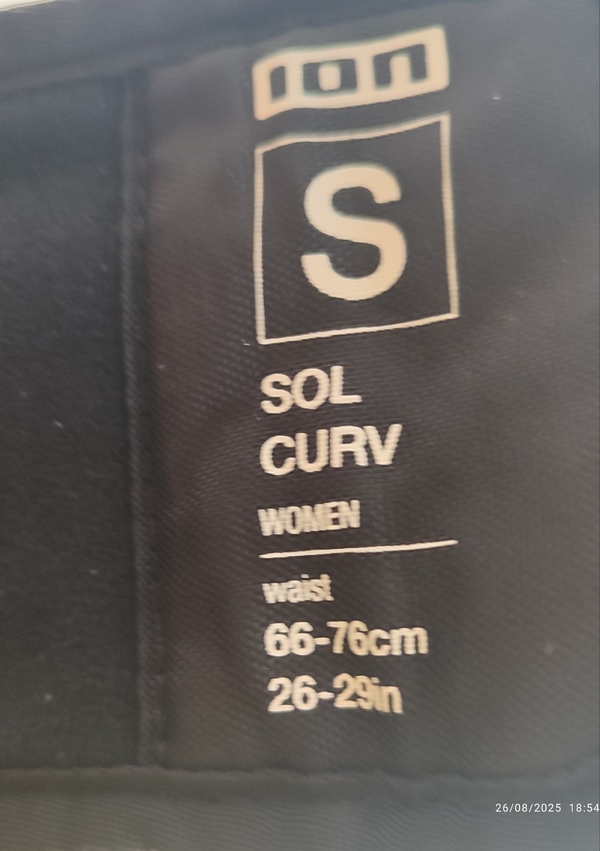 ion
S
SOL
CURV
WOMEN
waist
66-76cm
26-29in
26/08/2025 18:54